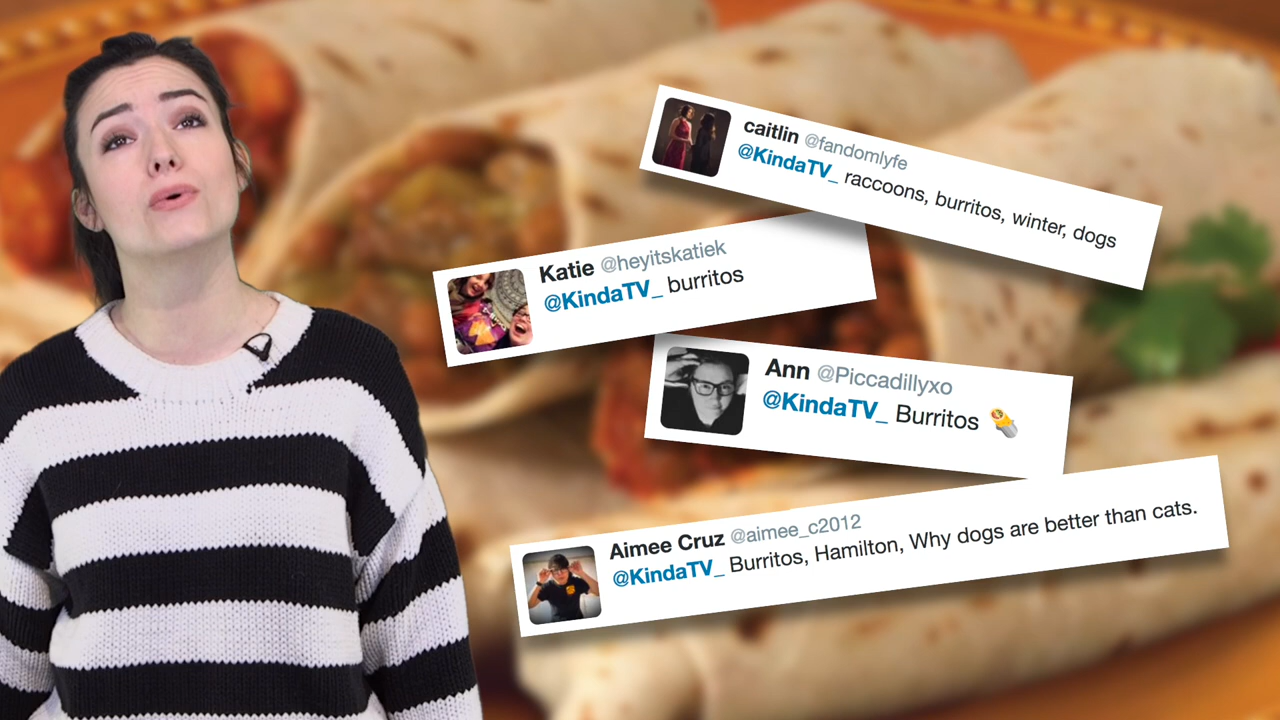 caitlin @fandomlyfe
@KindaTV_ raccoons, burritos, winter, dogs
Katie @heyitskatiek
@KindaTV_ burritos
Ann @Piccadillyxo
@KindaTV_ Burritos 🌯
Aimee Cruz @aimee_c2012
@KindaTV_ Burritos, Hamilton, Why dogs are better than cats.